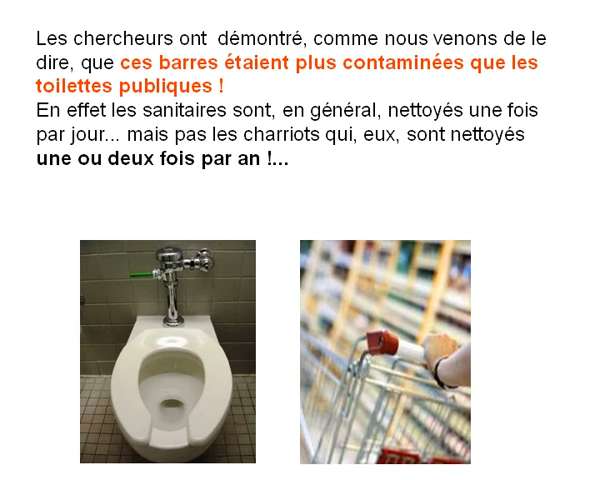 Les chercheurs ont  démontré, comme nous venons de le
dire, que ces barres étaient plus contaminées que les
toilettes publiques !
En effet les sanitaires sont, en général, nettoyés une fois
par jour... mais pas les charriots qui, eux, sont nettoyés
une ou deux fois par an !...